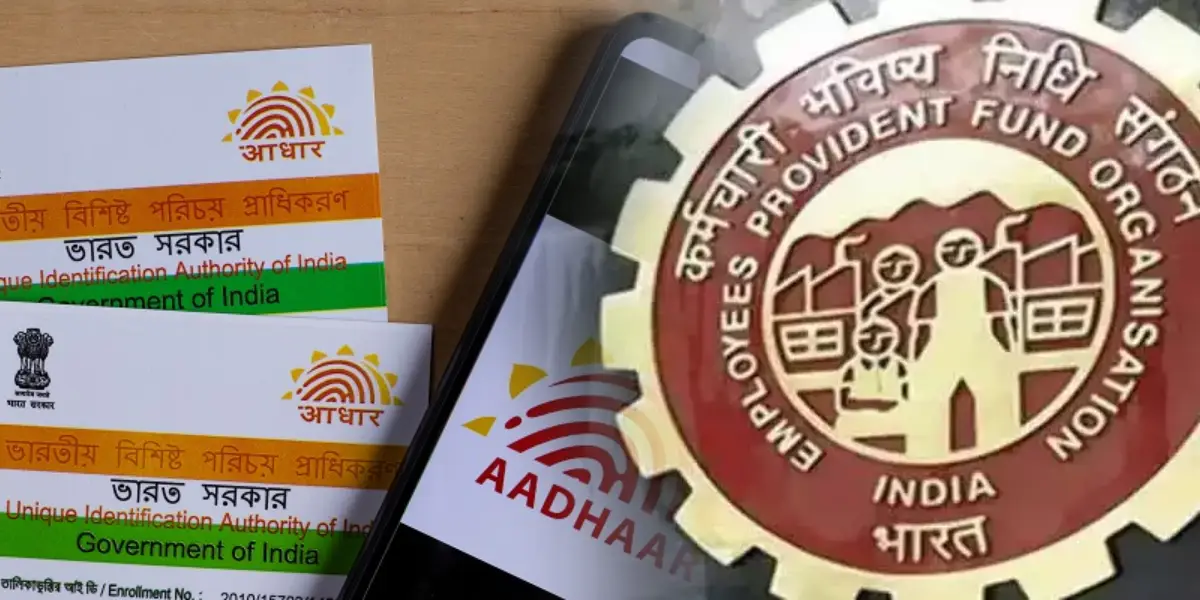 आधार
তীয় বিশিষ্ট পরিচয় প্রাধিকরণ
ভারত সরকার
que Identification Authority of India
Government of India
आधार
ভারতীয় বিশিষ্ট পরিচয় প্রাধিকরণ
ভারত সরকার
Unique Identification Authority of Ind
Government of India
তালিকাভুক্তির আই ডি / Enrollment No. :
AADHAAR
कर्मचारी भविष्य निधि संगठन
EMPLOYEES PROVIDENT FUND ORGANISATION
INDIA
भारत